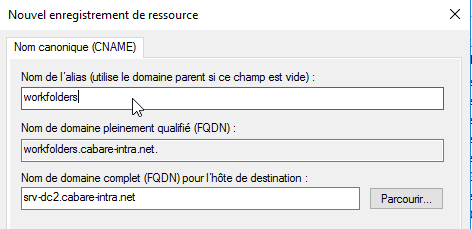 Nouvel enregistrement de ressource
Nom canonique (CNAME)
Nom de l'alias (utilise le domaine parent si ce champ est vide) :
workfolders
Nom de domaine pleinement qualifié (FQDN) :
workfolders.cabare-intra.net.
Nom de domaine complet (FQDN) pour l'hôte de destination :
srv-dc2.cabare-intra.net
Parcourir...